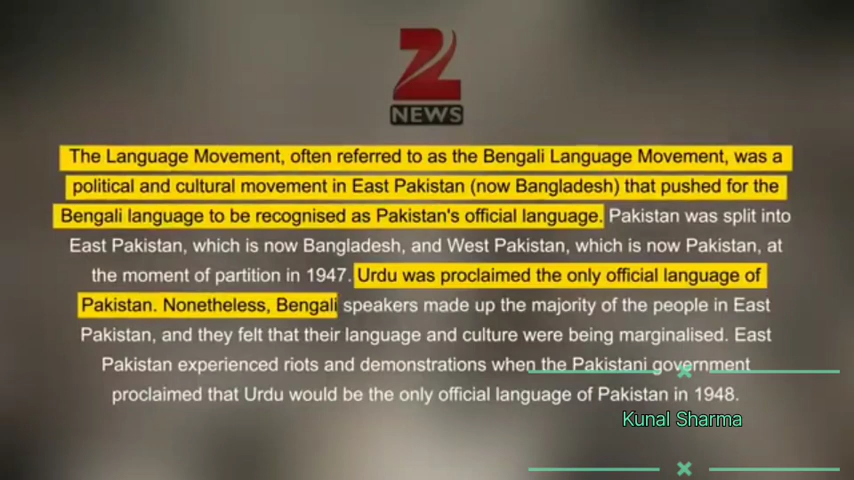 Z
NEWS
The Language Movement, often referred to as the Bengali Language Movement, was a
political and cultural movement in East Pakistan (now Bangladesh) that pushed for the
Bengali language to be recognised as Pakistan's official language. Pakistan was split into
East Pakistan, which is now Bangladesh, and West Pakistan, which is now Pakistan, at
the moment of partition in 1947. Urdu was proclaimed the only official language of
Pakistan. Nonetheless, Bengali speakers made up the majority of the people in East
Pakistan, and they felt that their language and culture were being marginalised. East
Pakistan experienced riots and demonstrations when the Pakistani government
proclaimed that Urdu would be the only official language of Pakistan in 1948.
Kunal Sharma